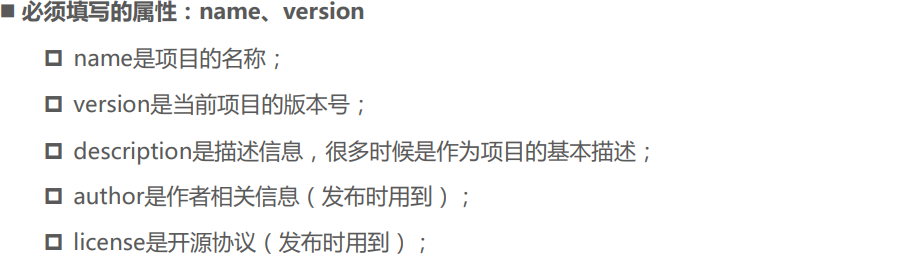 ■ 必须填写的属性：name、version
name是项目的名称；
version是当前项目的版本号；
description是描述信息，很多时候是作为项目的基本描述；
author是作者相关信息（发布时用到）；
license是开源协议（发布时用到）；